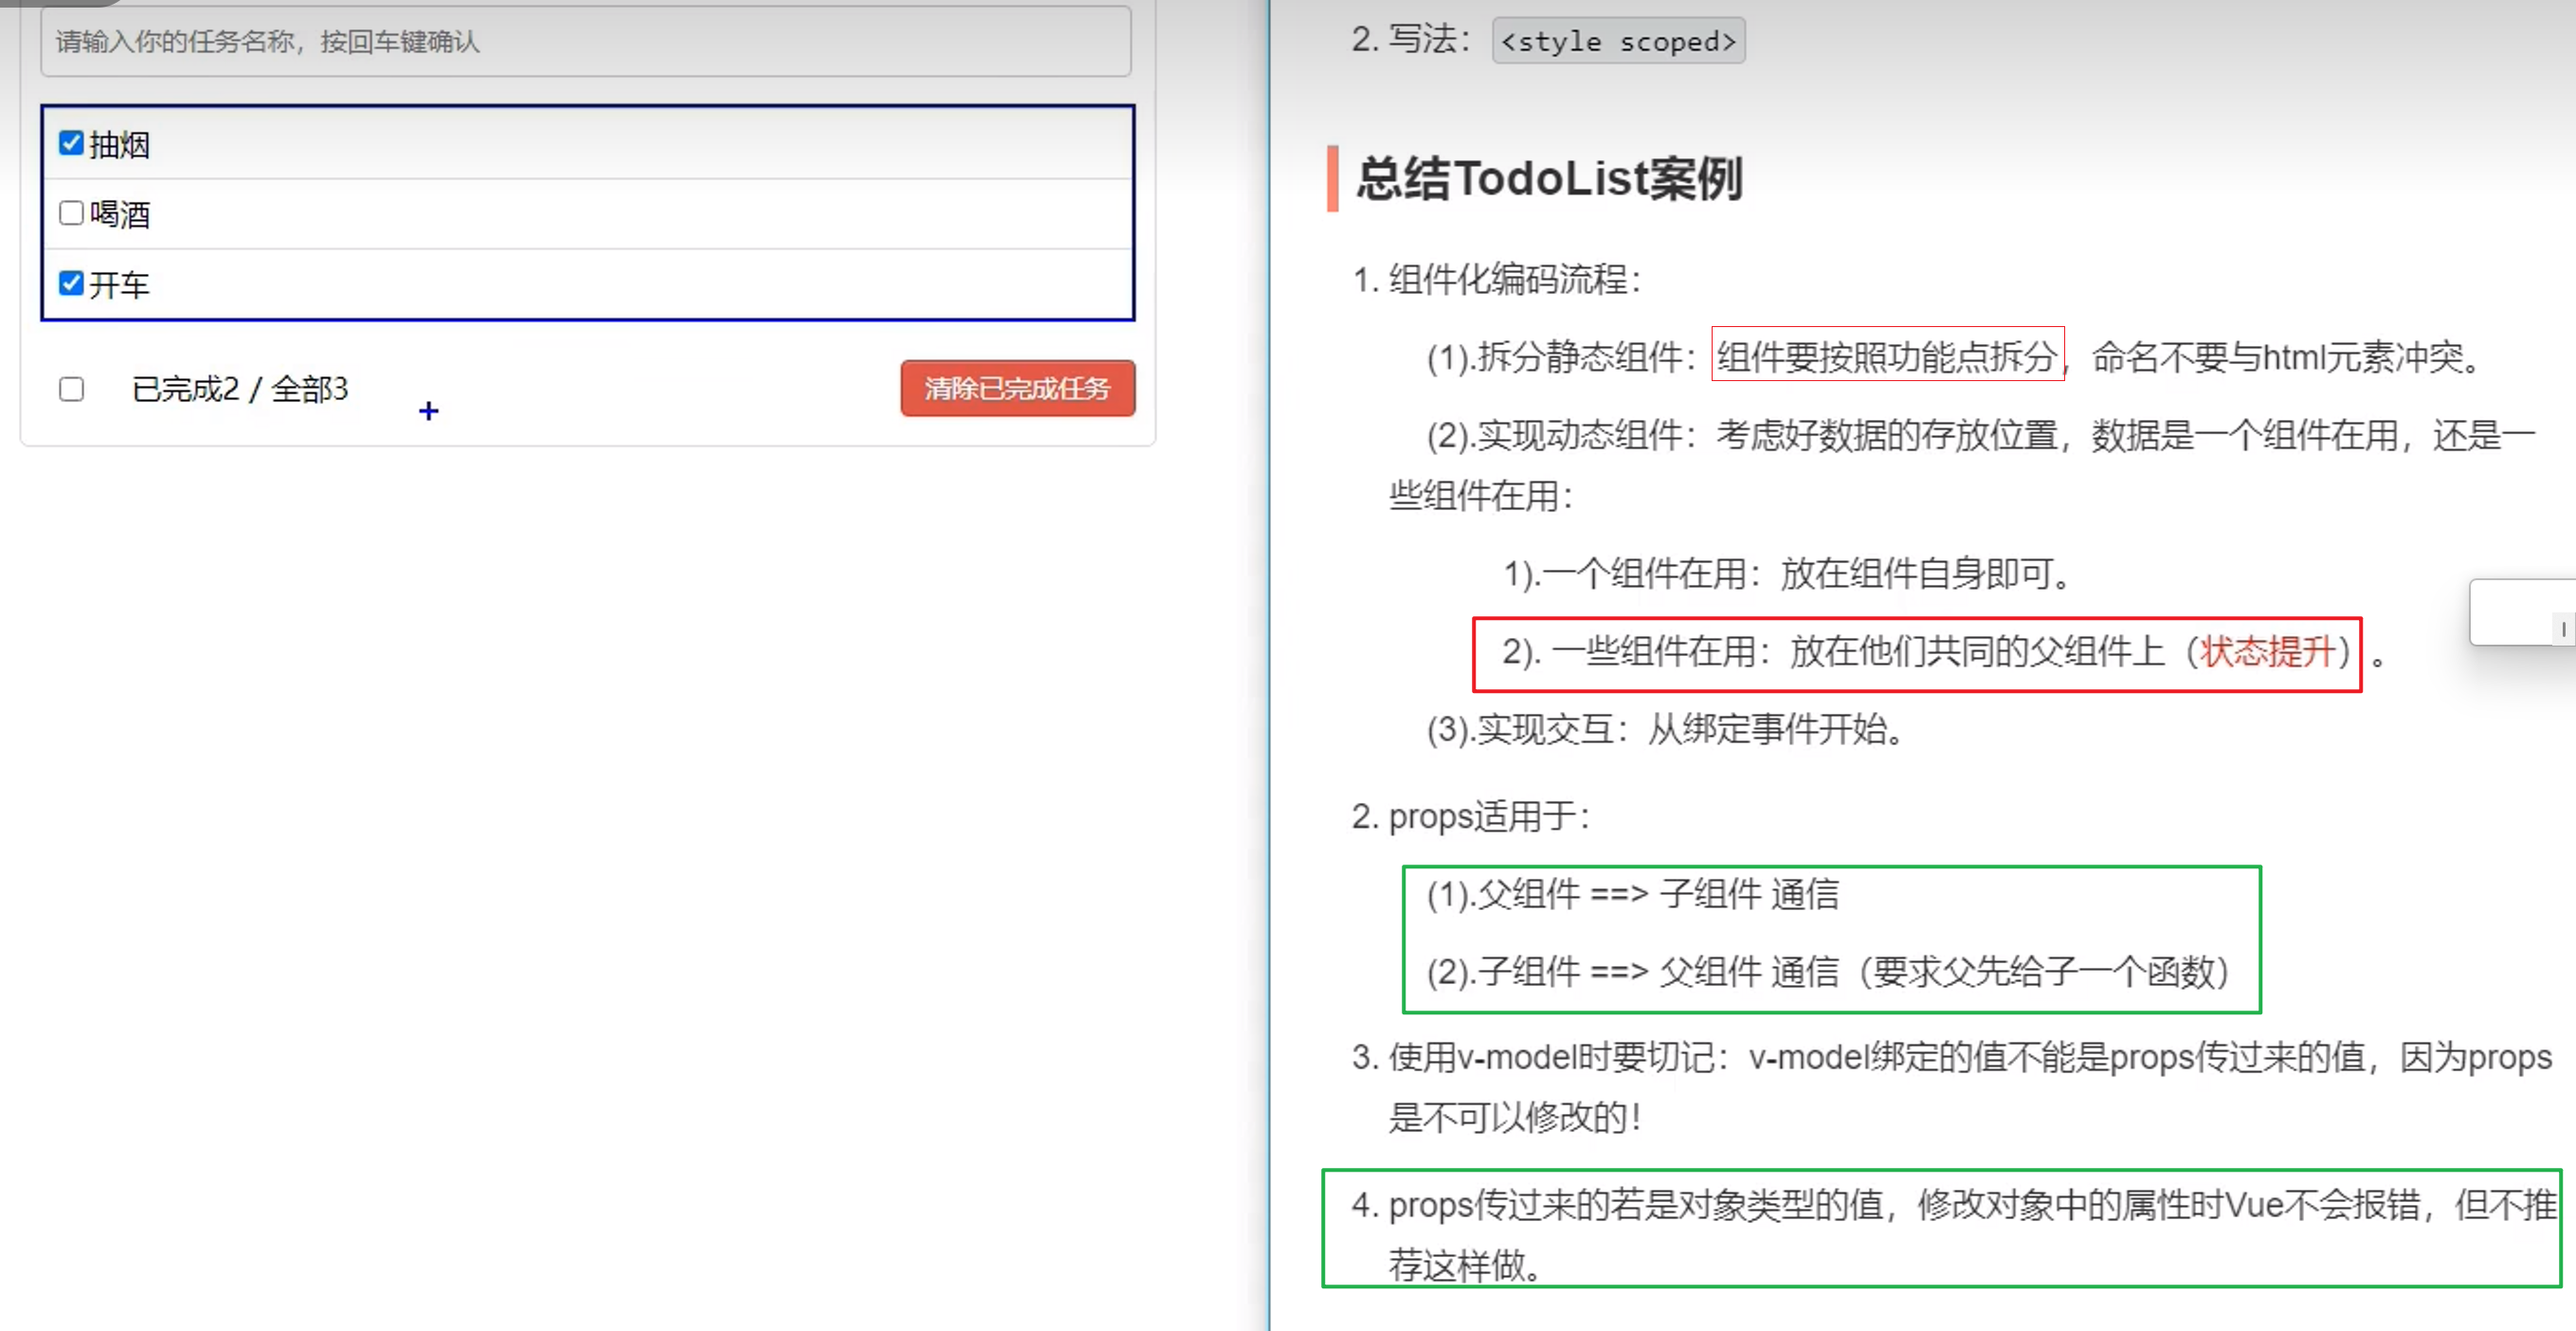 请输入你的任务名称，按回车键确认
抽烟
喝酒
开车
已完成2 / 全部3
清除已完成任务
2. 写法： <style scoped>
总结TodoList案例
1. 组件化编码流程：
(1).拆分静态组件：组件要按照功能点拆分，命名不要与html元素冲突。
(2).实现动态组件：考虑好数据的存放位置，数据是一个组件在用，还是一
些组件在用：
1).一个组件在用：放在组件自身即可。
2). 一些组件在用：放在他们共同的父组件上（状态提升）。
(3).实现交互：从绑定事件开始。
2. props适用于：
(1).父组件 ==> 子组件 通信
(2).子组件 ==> 父组件 通信（要求父先给子一个函数）
3. 使用v-model时要切记：v-model绑定的值不能是props传过来的值，因为props
是不可以修改的！
4. props传过来的若是对象类型的值，修改对象中的属性时Vue不会报错，但不推
荐这样做。